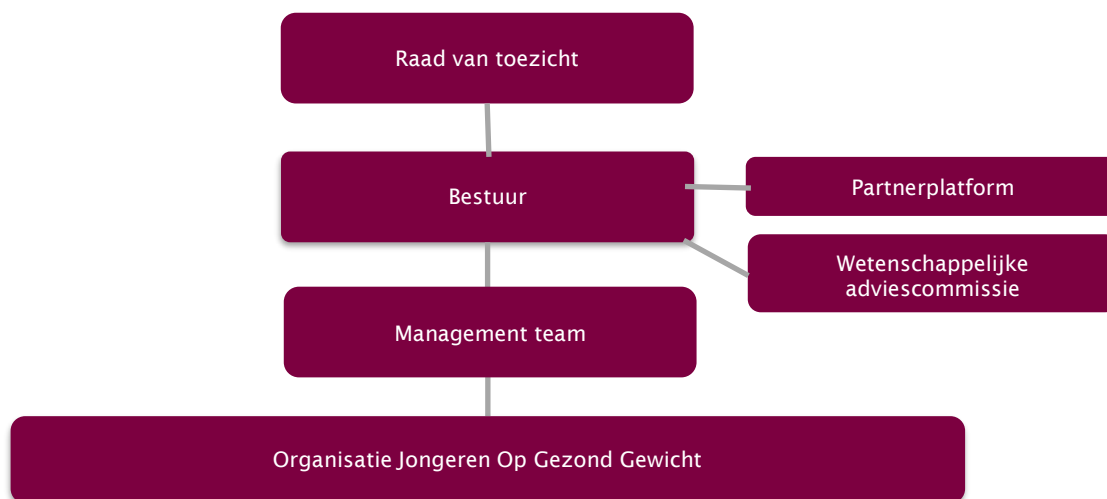 Raad van toezicht
Bestuur
Partnerplatform
Wetenschappelijke
adviescommissie
Management team
Organisatie Jongeren Op Gezond Gewicht